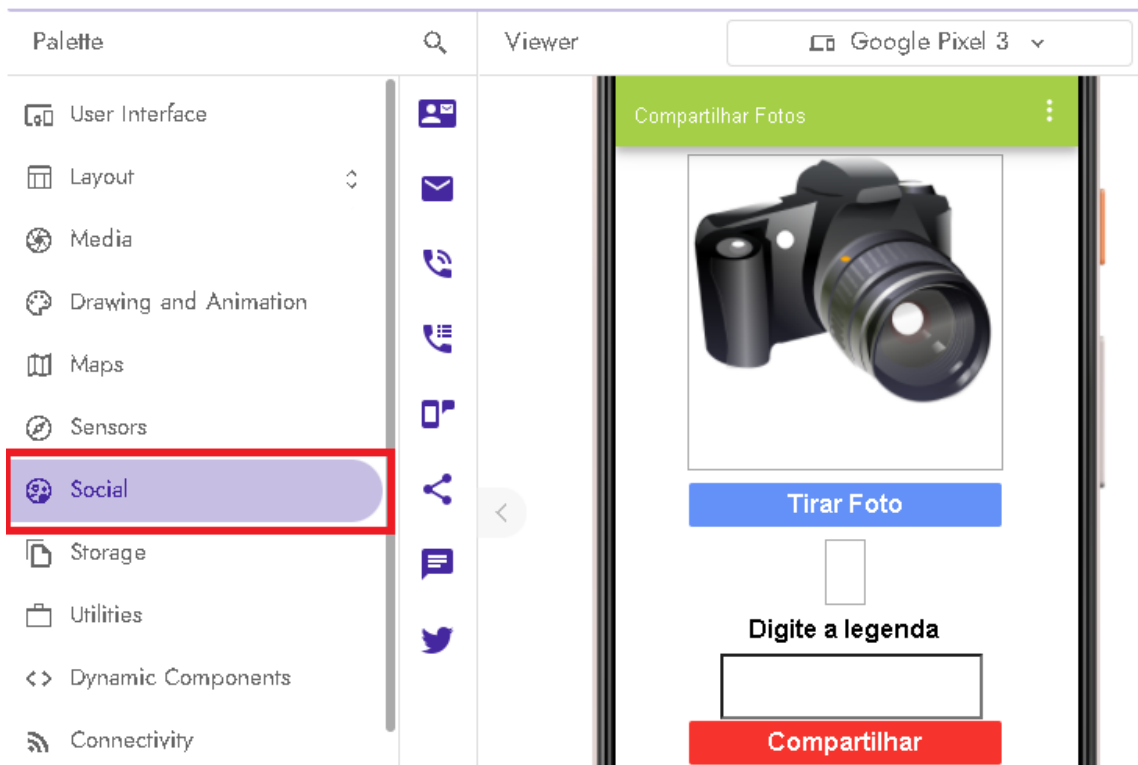 Palette
Viewer
Google Pixel 3
User Interface
Layout
Media
Drawing and Animation
Maps
Sensors
Social
Storage
Utilities
Dynamic Components
Connectivity
Compartilhar Fotos
Tirar Foto
Digite a legenda
Compartilhar